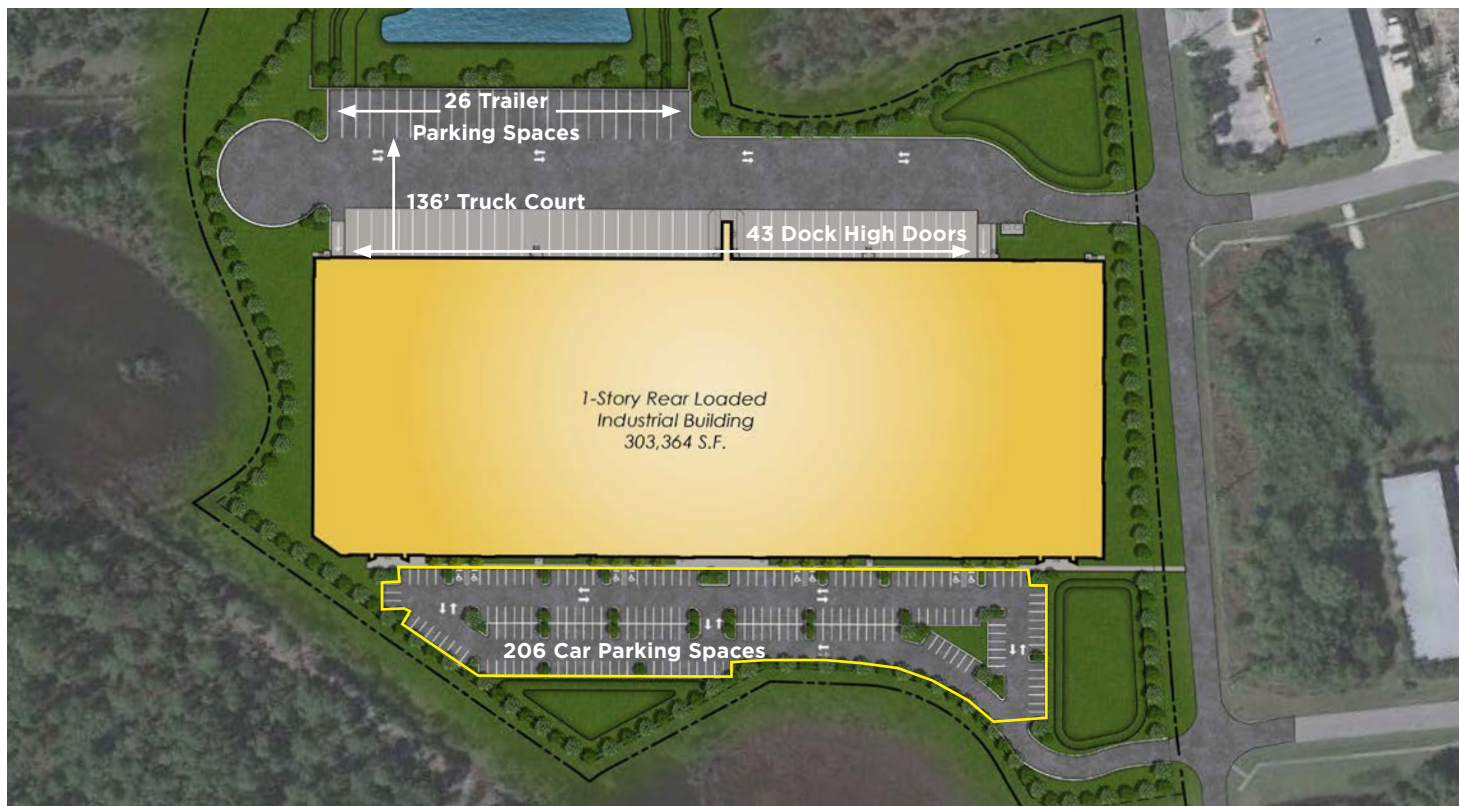 26 Trailer
Parking Spaces
136’ Truck Court
43 Dock High Doors
1-Story Rear Loaded
Industrial Building
303,364 S.F.
206 Car Parking Spaces